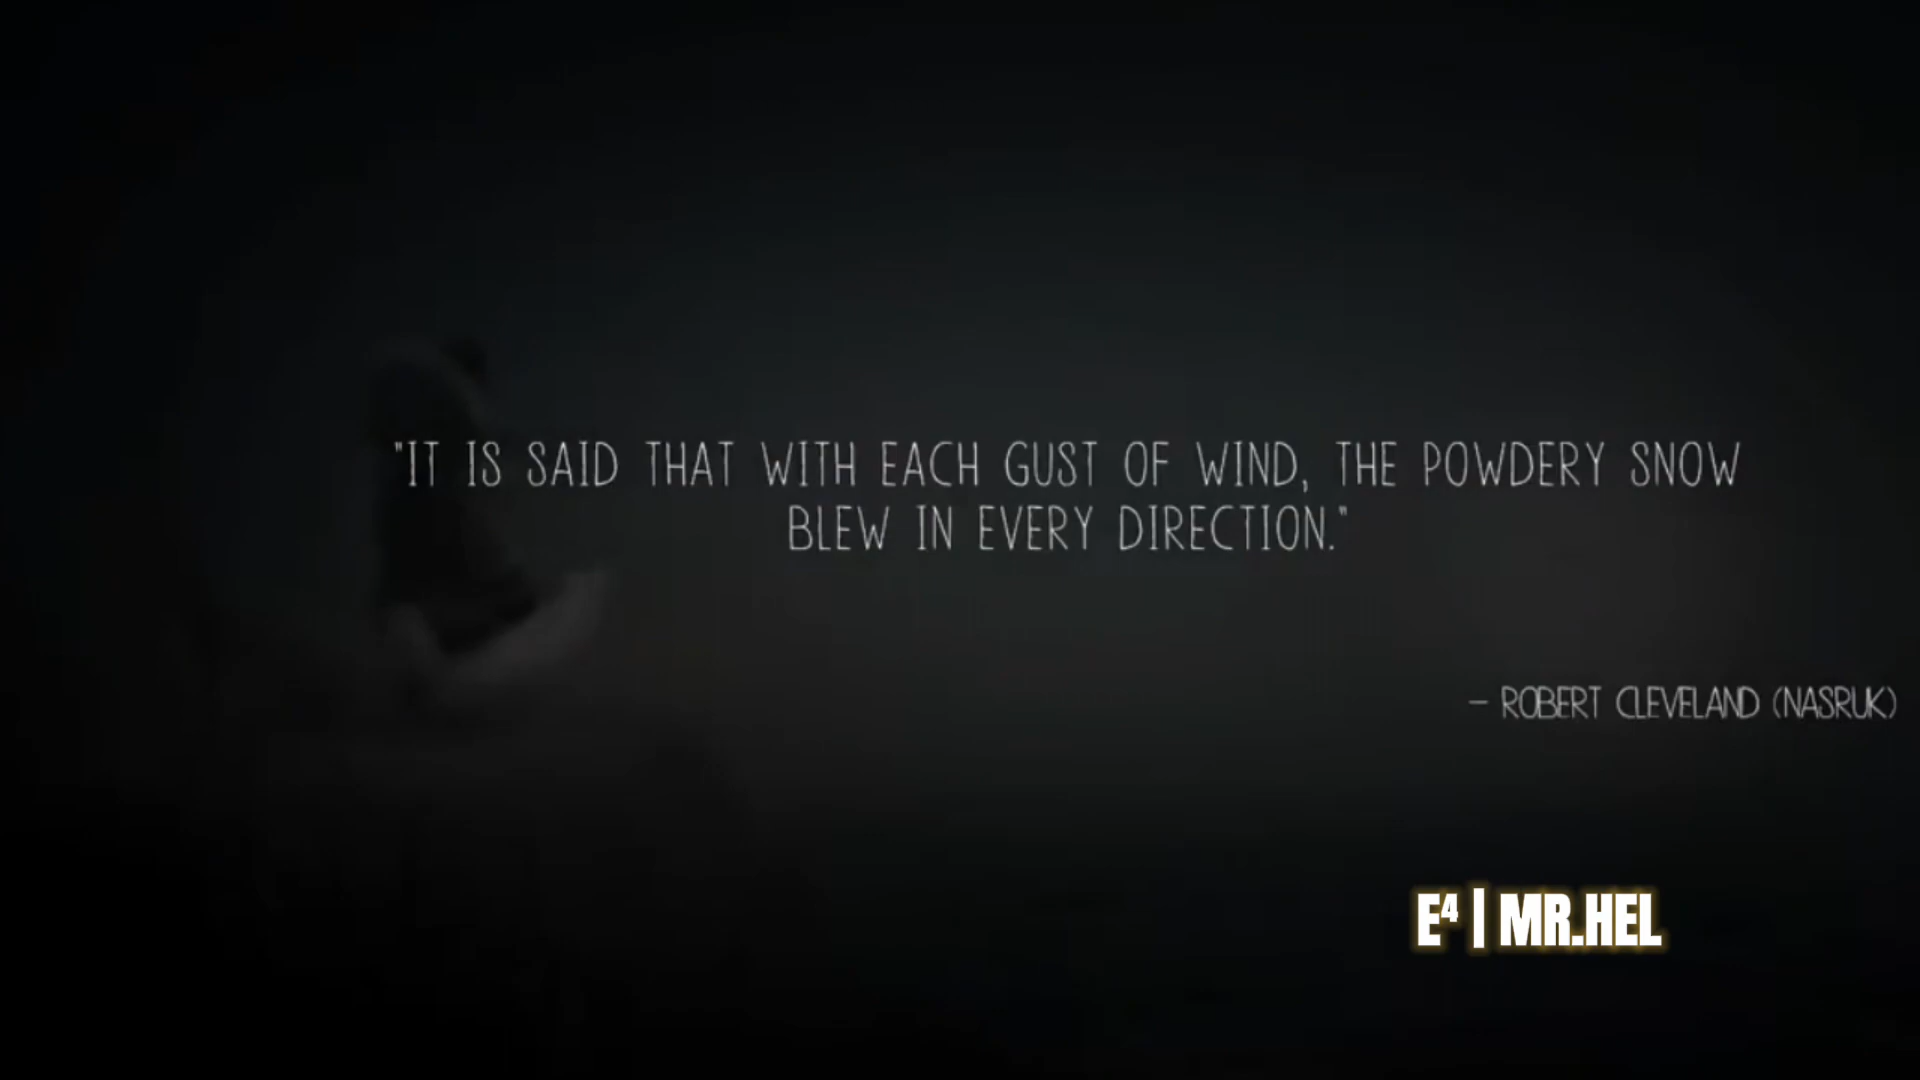 "IT IS SAID THAT WITH EACH GUST OF WIND, THE POWDERY SNOW
BLEW IN EVERY DIRECTION."
– ROBERT CLEVELAND (NASRUK)
E⁴ | MR.HEL